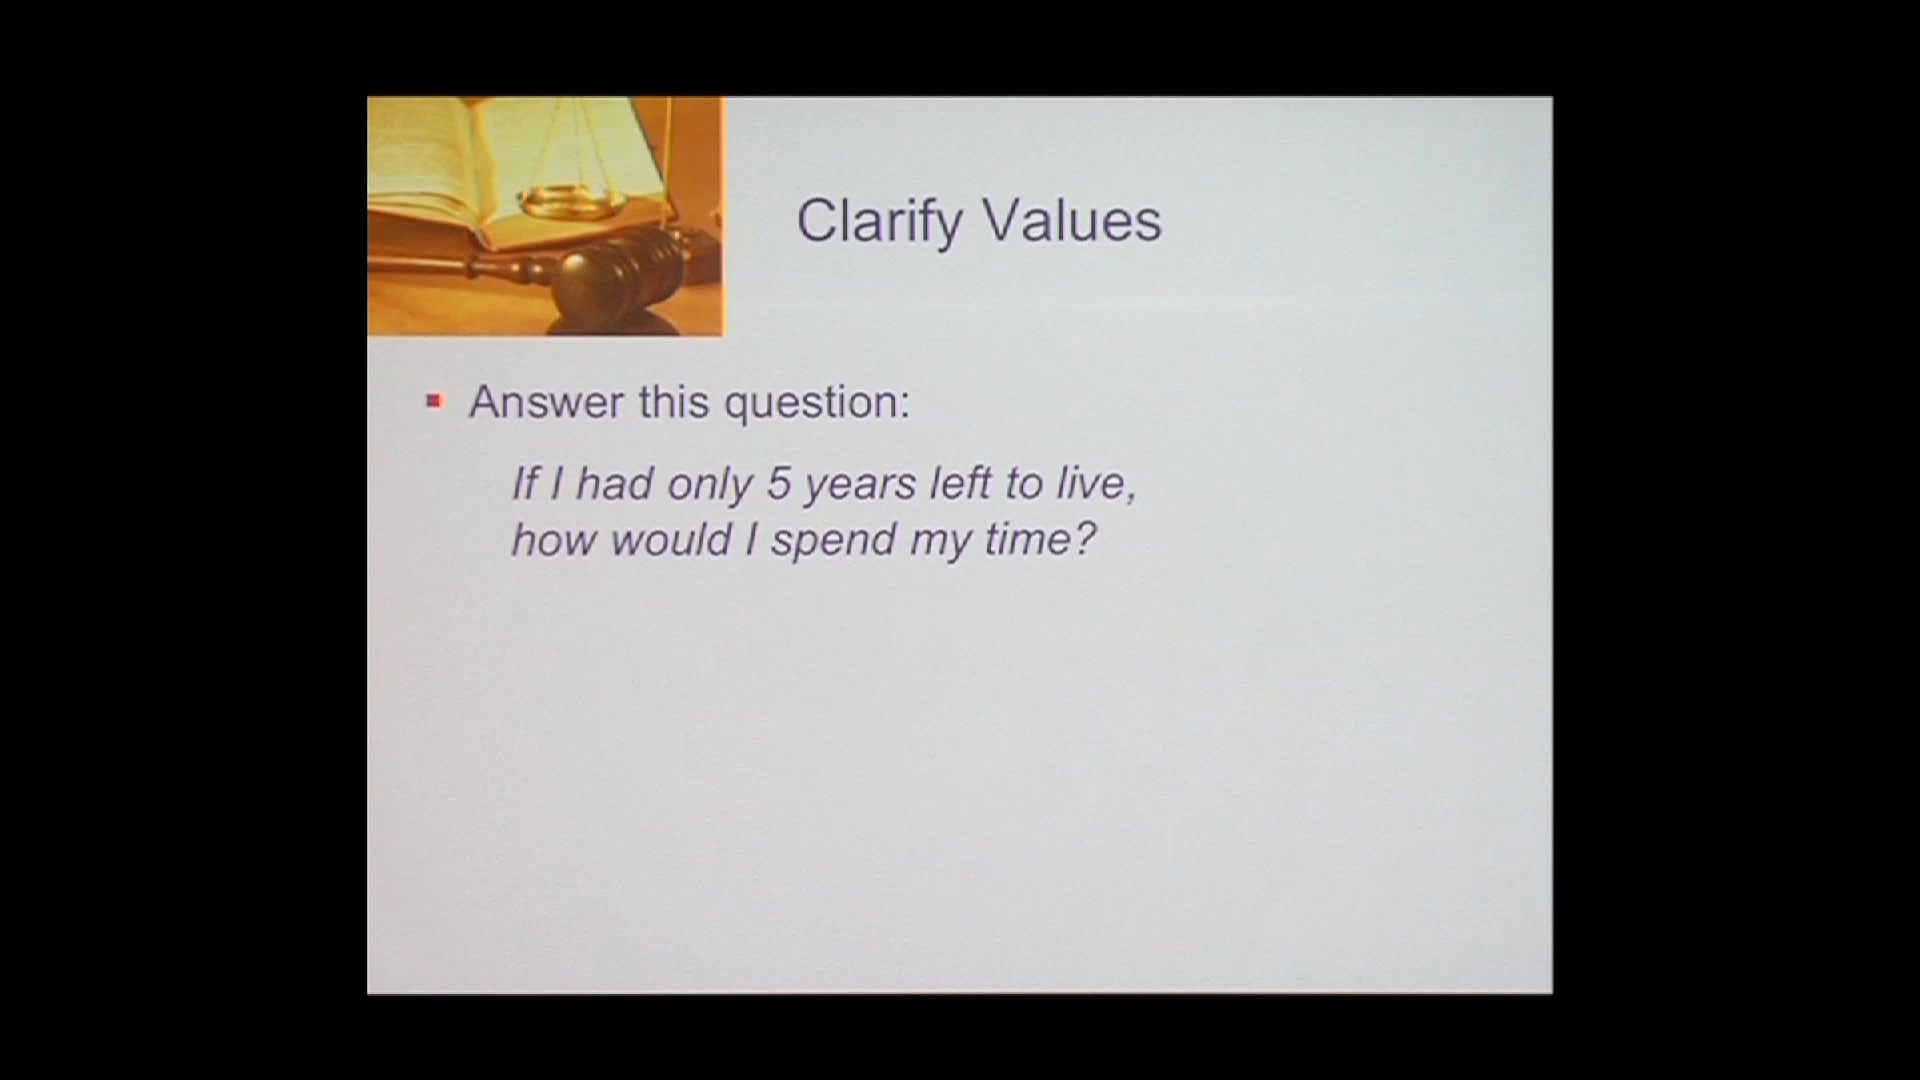 Clarify Values
Answer this question:
If I had only 5 years left to live,
how would I spend my time?